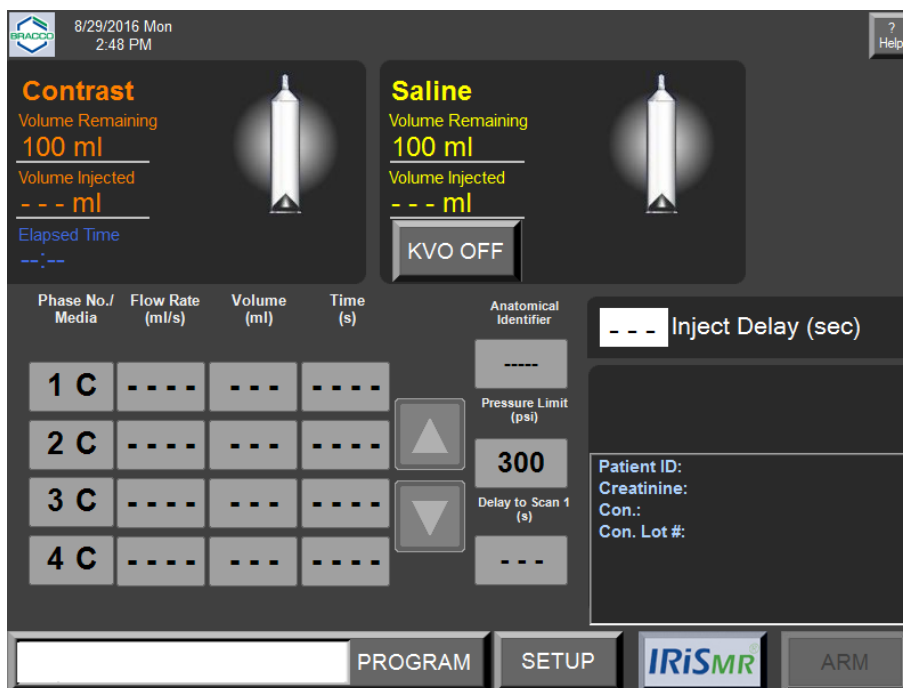 BRACCO
8/29/2016 Mon
2:48 PM
?
Help
Contrast
Volume Remaining
100 ml
Volume Injected
- - - ml
Elapsed Time
--:--
Saline
Volume Remaining
100 ml
Volume Injected
- - - ml
KVO OFF
Phase No./ Media Flow Rate (ml/s) Volume (ml) Time (s)
1 C - - - - - - - - - - -
2 C - - - - - - - - - - -
3 C - - - - - - - - - - -
4 C - - - - - - - - - - -
Anatomical
Identifier
-----
Pressure Limit
(psi)
300
Delay to Scan 1
(s)
- - -
- - - Inject Delay (sec)
Patient ID:
Creatinine:
Con.:
Con. Lot #:
PROGRAM SETUP IRiSMR® ARM